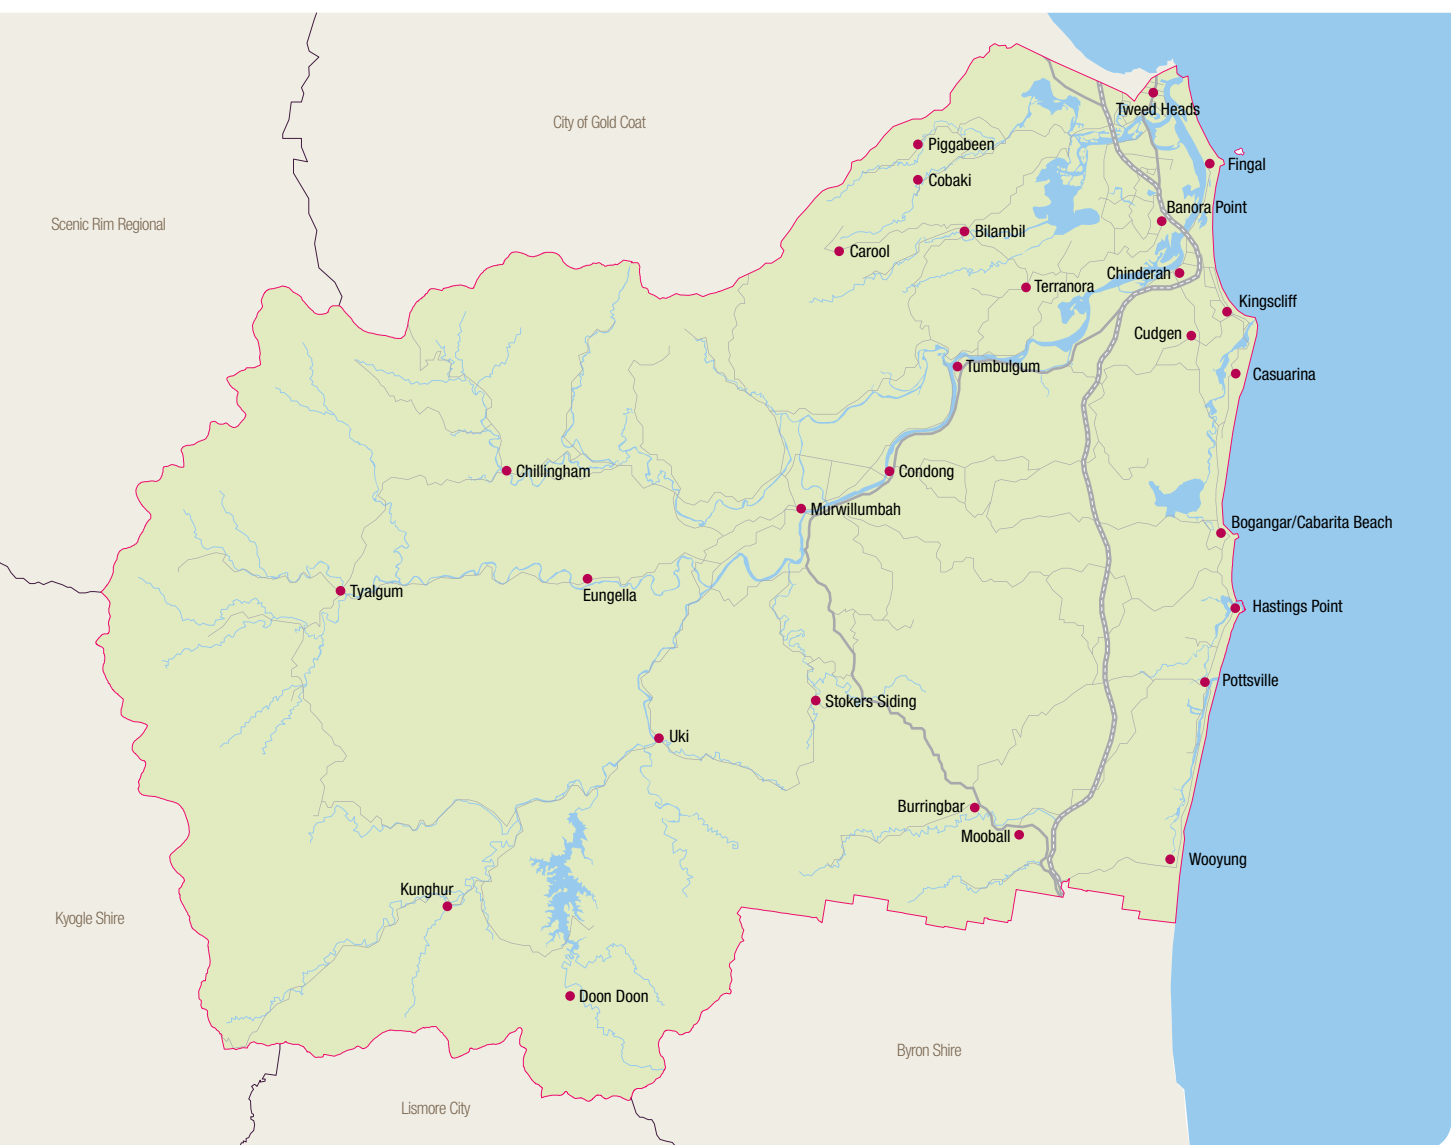 Tweed Heads
City of Gold Coat
Piggabeen
Fingal
Cobaki
Banora Point
Scenic Rim Regional
Bilambil
Carool
Chinderah
Terranora
Kingscliff
Cudgen
Tumbulgum
Casuarina
Chillingham
Condong
Murwillumbah
Bogangar/Cabarita Beach
Tyalgum
Eungella
Hastings Point
Pottsville
Stokers Siding
Uki
Burringbar
Mooball
Wooyung
Kunghur
Kyogle Shire
Doon Doon
Byron Shire
Lismore City